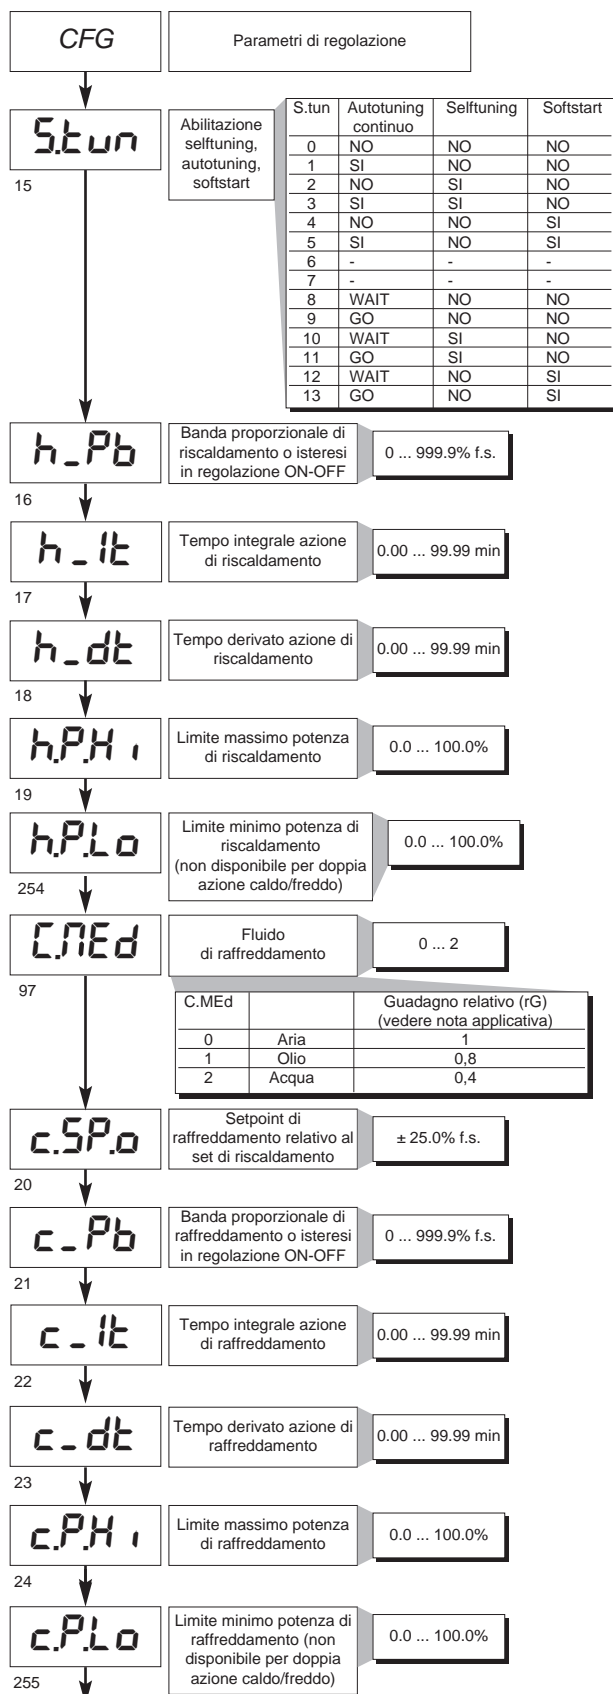 CFG
Parametri di regolazione
S.tun
15
Abilitazione
selftuning,
autotuning,
softstart
S.tun Autotuning continuo Selftuning Softstart
0 NO NO NO
1 SI NO NO
2 NO SI NO
3 SI SI NO
4 NO NO SI
5 SI NO SI
6 - - -
7 - - -
8 WAIT NO NO
9 GO NO NO
10 WAIT SI NO
11 GO SI NO
12 WAIT NO SI
13 GO NO SI
h_Pb
16
Banda proporzionale di
riscaldamento o isteresi
in regolazione ON-OFF
0 ... 999.9% f.s.
h_It
17
Tempo integrale azione
di riscaldamento
0.00 ... 99.99 min
h_dt
18
Tempo derivato azione di
riscaldamento
0.00 ... 99.99 min
h.P.Hi
19
Limite massimo potenza
di riscaldamento
0.0 ... 100.0%
h.P.Lo
254
Limite minimo potenza di
riscaldamento
(non disponibile per doppia
azione caldo/freddo)
0.0 ... 100.0%
C.MEd
97
Fluido
di raffreddamento
0 ... 2
C.MEd Guadagno relativo (rG)
(vedere nota applicativa)
0 Aria 1
1 Olio 0,8
2 Acqua 0,4
c.SP.o
20
Setpoint di
raffreddamento relativo al
set di riscaldamento
± 25.0% f.s.
c_Pb
21
Banda proporzionale di
raffreddamento o isteresi
in regolazione ON-OFF
0 ... 999.9% f.s.
c_It
22
Tempo integrale azione
di raffreddamento
0.00 ... 99.99 min
c_dt
23
Tempo derivato azione di
raffreddamento
0.00 ... 99.99 min
c.P.Hi
24
Limite massimo potenza
di raffreddamento
0.0 ... 100.0%
c.P.Lo
255
Limite minimo potenza di
raffreddamento (non
disponibile per doppia
azione caldo/freddo)
0.0 ... 100.0%